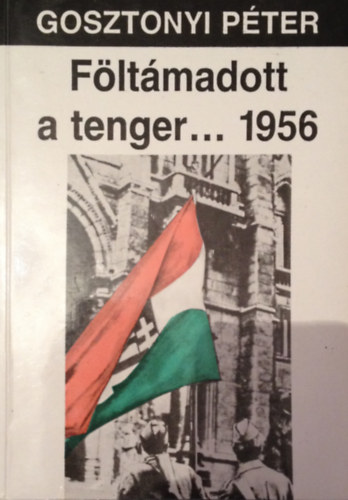 GOSZTONYI PÉTER
Föltámadott
a tenger... 1956